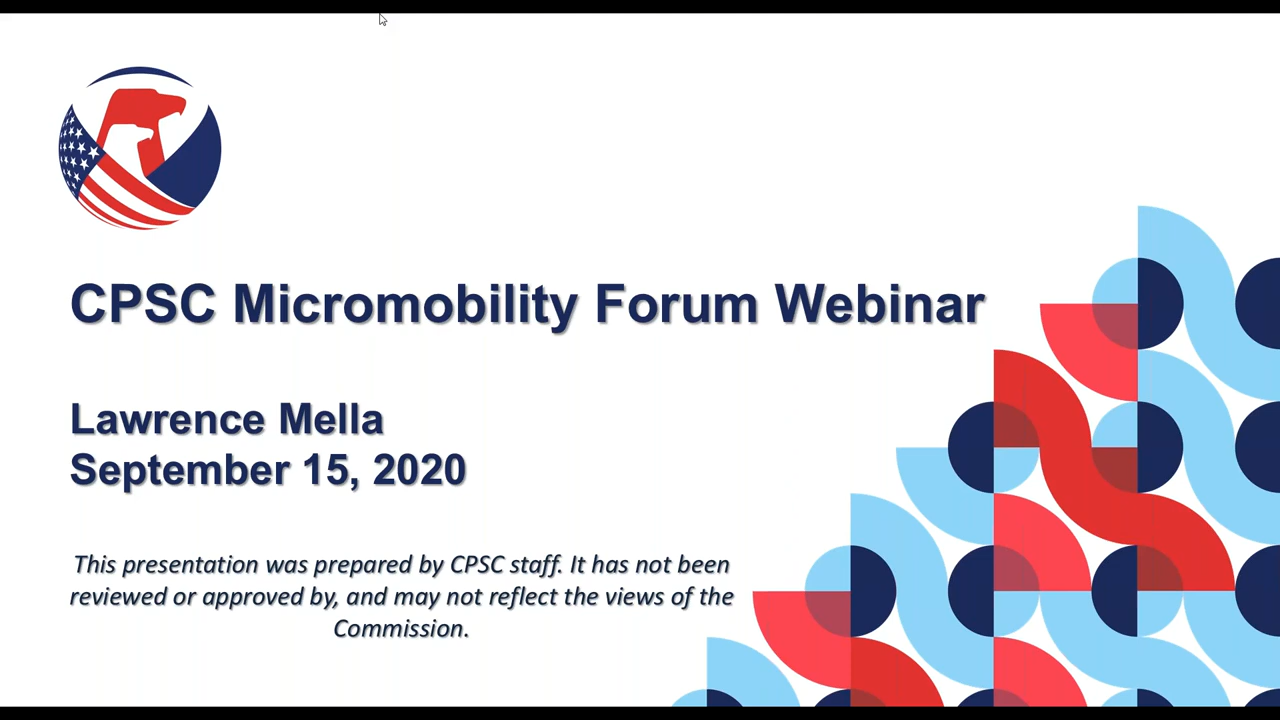 CPSC Micromobility Forum Webinar
Lawrence Mella
September 15, 2020
This presentation was prepared by CPSC staff. It has not been
reviewed or approved by, and may not reflect the views of the
Commission.